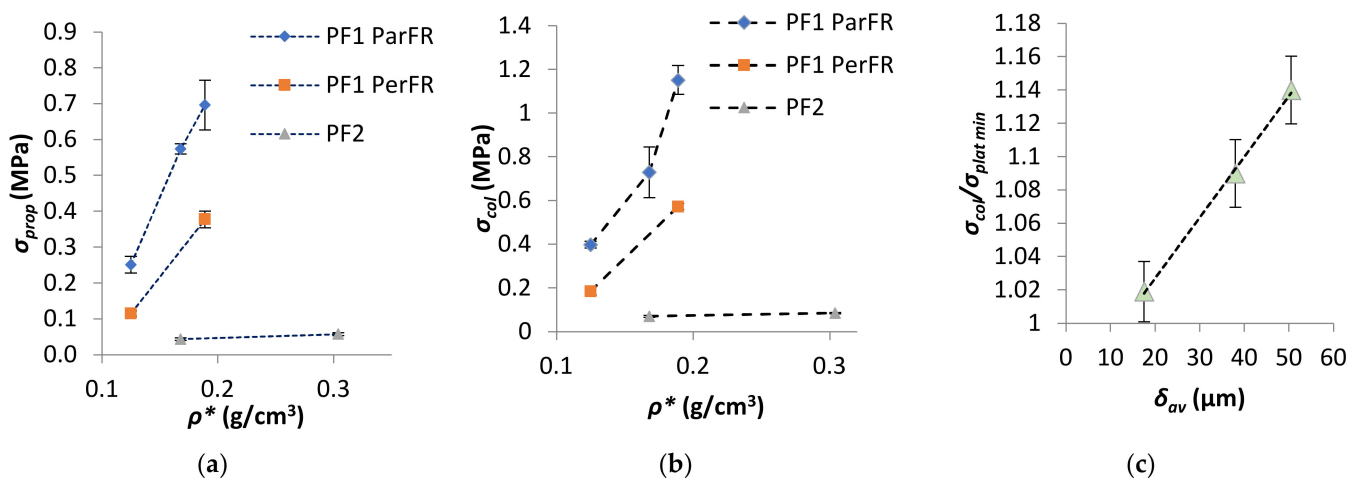 0.9
0.8
0.7
0.6
0.5
0.4
0.3
0.2
0.1
0.0
0.1
0.2
0.3
σprop (MPa)
ρ* (g/cm³)
PF1 ParFR
PF1 PerFR
PF2
(a)
1.4
1.2
1
0.8
0.6
0.4
0.2
0
0.1
0.2
0.3
σcol (MPa)
ρ* (g/cm³)
PF1 ParFR
PF1 PerFR
PF2
(b)
1.18
1.16
1.14
1.12
1.1
1.08
1.06
1.04
1.02
1
0
10
20
30
40
50
60
σcol/σplat min
δav (μm)
(c)